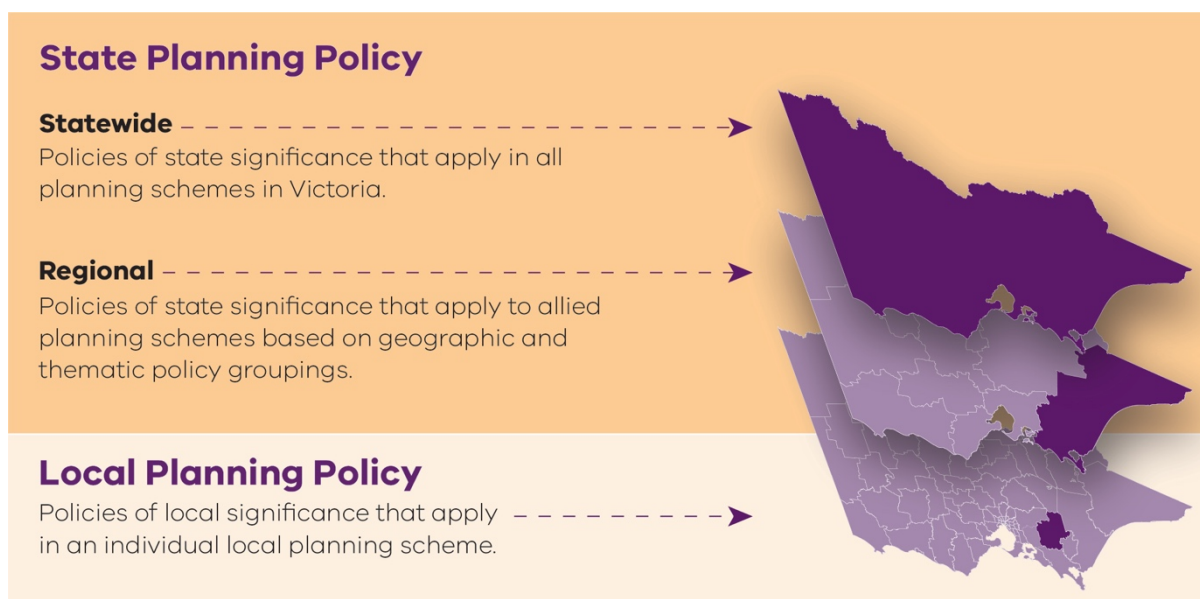 State Planning Policy
Statewide
Policies of state significance that apply in all
planning schemes in Victoria.
Regional
Policies of state significance that apply to allied
planning schemes based on geographic and
thematic policy groupings.
Local Planning Policy
Policies of local significance that apply
in an individual local planning scheme.